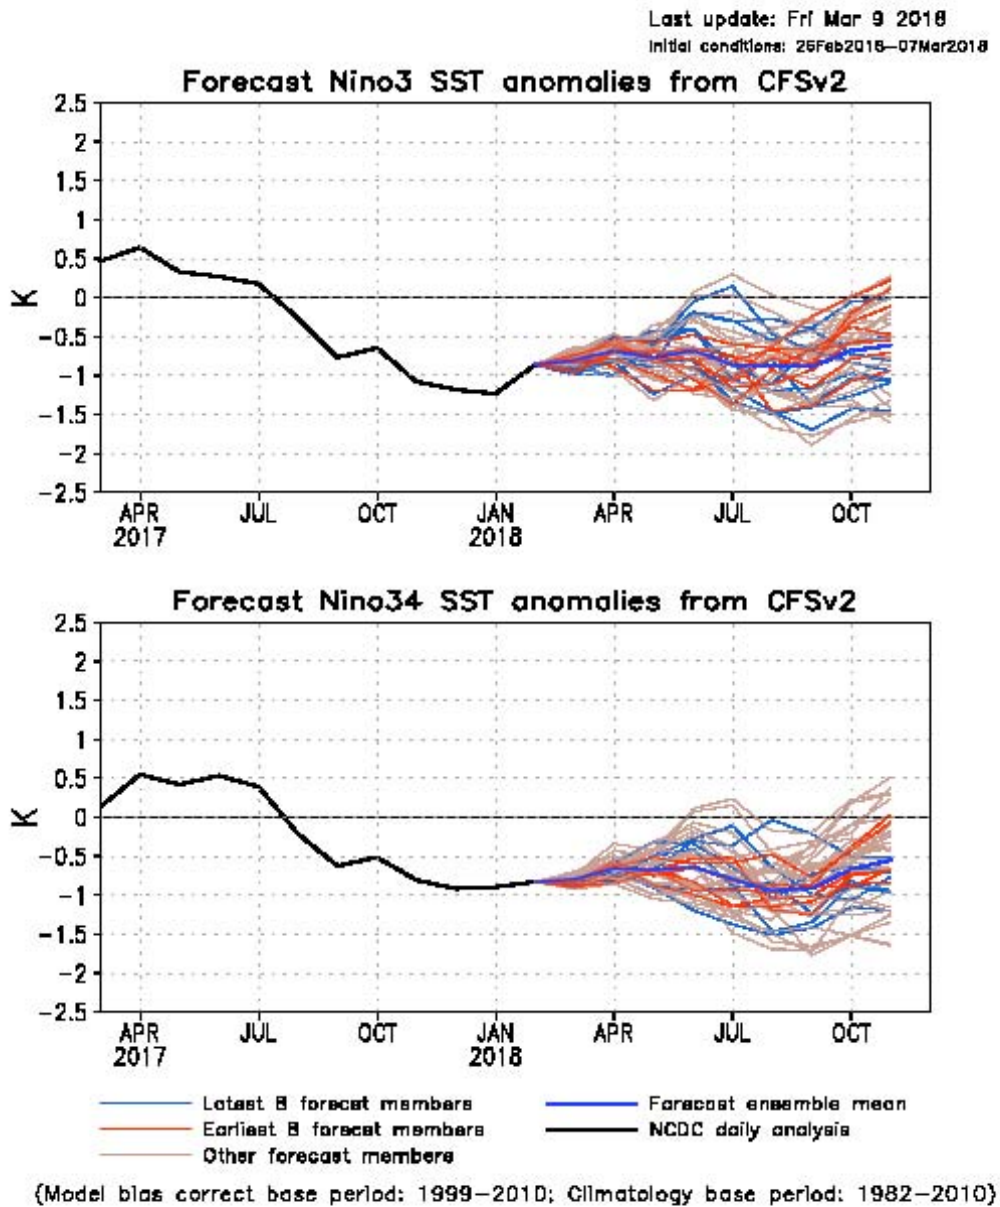 Last update: Fri Mar 9 2018
Initial conditions: 26Feb2018–07Mar2018
Forecast Nino3 SST anomalies from CFSv2
2.5
2
1.5
1
0.5
0
−0.5
−1
−1.5
−2
−2.5
K
APR JUL OCT JAN APR JUL OCT
2017 2018
Forecast Nino34 SST anomalies from CFSv2
2.5
2
1.5
1
0.5
0
−0.5
−1
−1.5
−2
−2.5
K
APR JUL OCT JAN APR JUL OCT
2017 2018
Latest 8 forecast members Forecast ensemble mean
Earliest 8 forecast members NCDC daily analysis
Other forecast members
(Model bias correct base period: 1999–2010; Climatology base period: 1982–2010)